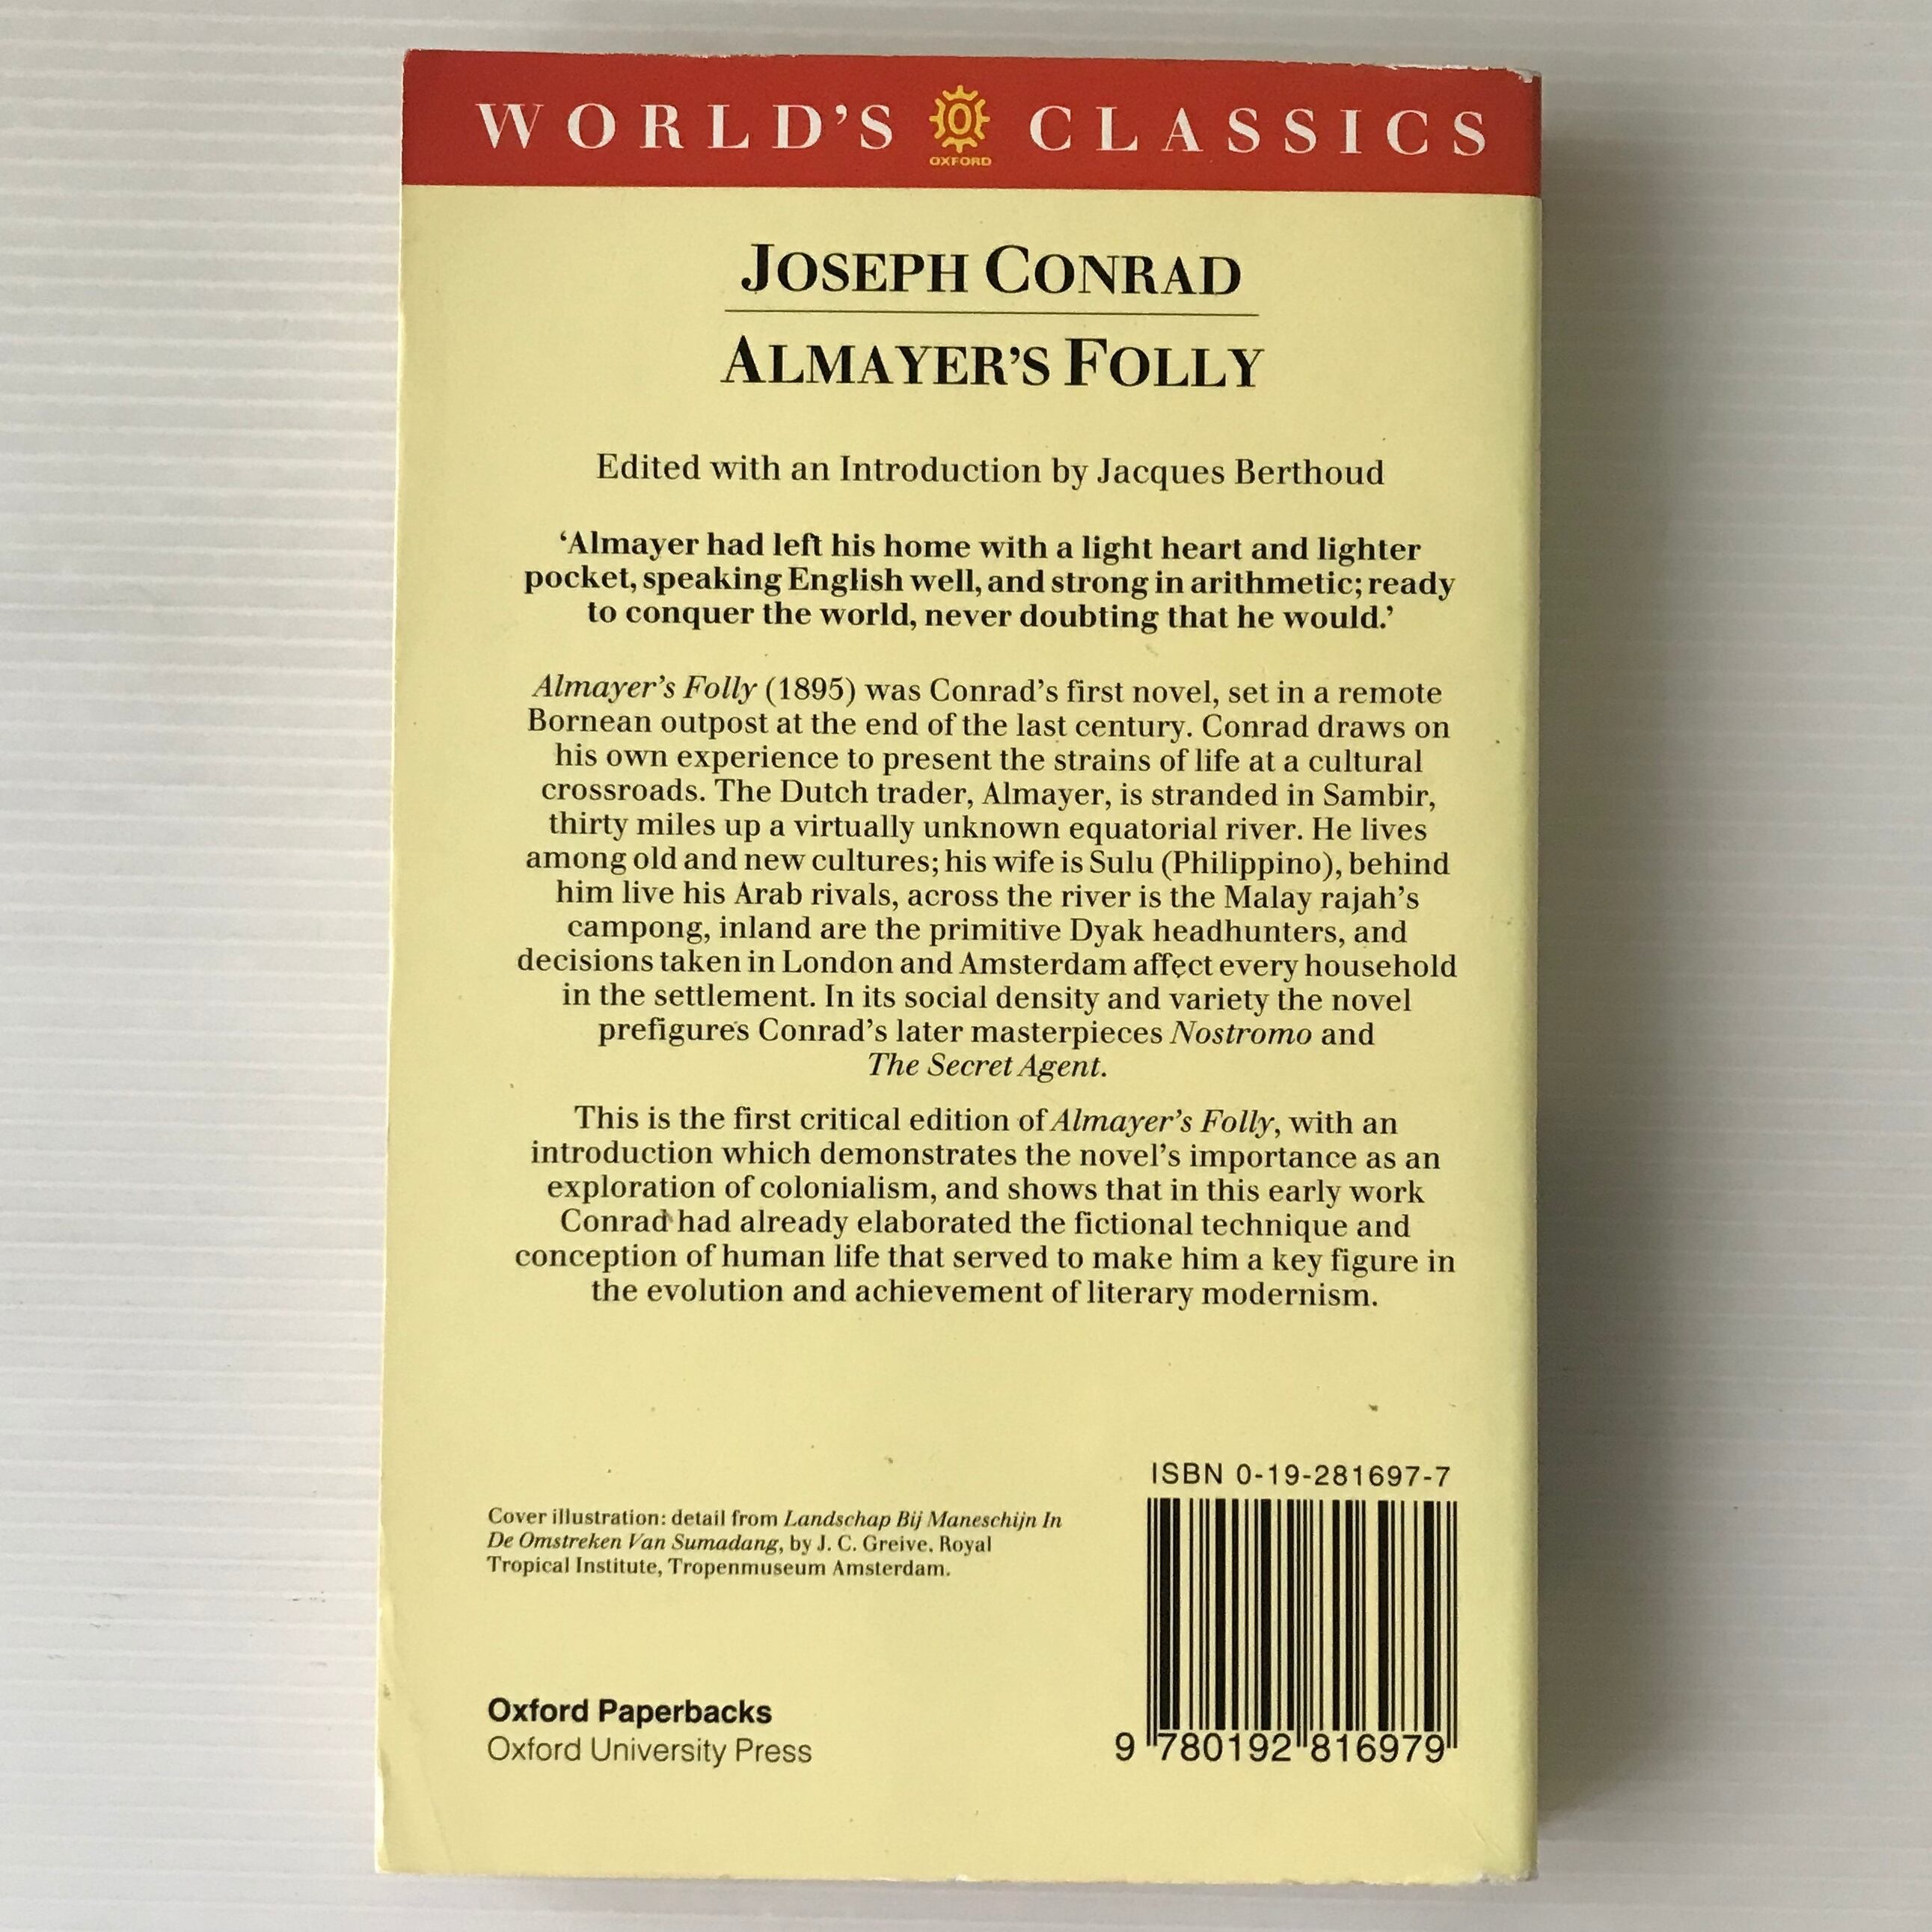 WORLD'S OXFORD CLASSICS
JOSEPH CONRAD
ALMAYER'S FOLLY
Edited with an Introduction by Jacques Berthoud
‘Almayer had left his home with a light heart and lighter
pocket, speaking English well, and strong in arithmetic; ready
to conquer the world, never doubting that he would.’
Almayer's Folly (1895) was Conrad's first novel, set in a remote
Bornean outpost at the end of the last century. Conrad draws on
his own experience to present the strains of life at a cultural
crossroads. The Dutch trader, Almayer, is stranded in Sambir,
thirty miles up a virtually unknown equatorial river. He lives
among old and new cultures; his wife is Sulu (Philippino), behind
him live his Arab rivals, across the river is the Malay rajah's
campong, inland are the primitive Dyak headhunters, and
decisions taken in London and Amsterdam affect every household
in the settlement. In its social density and variety the novel
prefigures Conrad's later masterpieces Nostromo and
The Secret Agent.
This is the first critical edition of Almayer's Folly, with an
introduction which demonstrates the novel's importance as an
exploration of colonialism, and shows that in this early work
Conrad had already elaborated the fictional technique and
conception of human life that served to make him a key figure in
the evolution and achievement of literary modernism.
ISBN 0-19-281697-7
Cover illustration: detail from Landschap Bij Maneschijn In
De Omstreken Van Sumadang, by J. C. Greive, Royal
Tropical Institute, Tropenmuseum Amsterdam.
Oxford Paperbacks
Oxford University Press
9 780192 816979